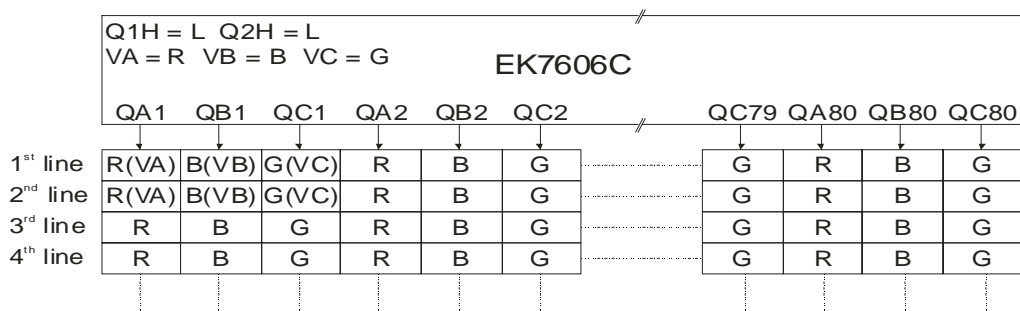 Q1H = L Q2H = L
VA = R VB = B VC = G
EK7606C
QA1 QB1 QC1 QA2 QB2 QC2 QC79 QA80 QB80 QC80
1st line R(VA) B(VB) G(VC) R B G G R B G
2nd line R(VA) B(VB) G(VC) R B G G R B G
3rd line R B G R B G G R B G
4th line R B G R B G G R B G